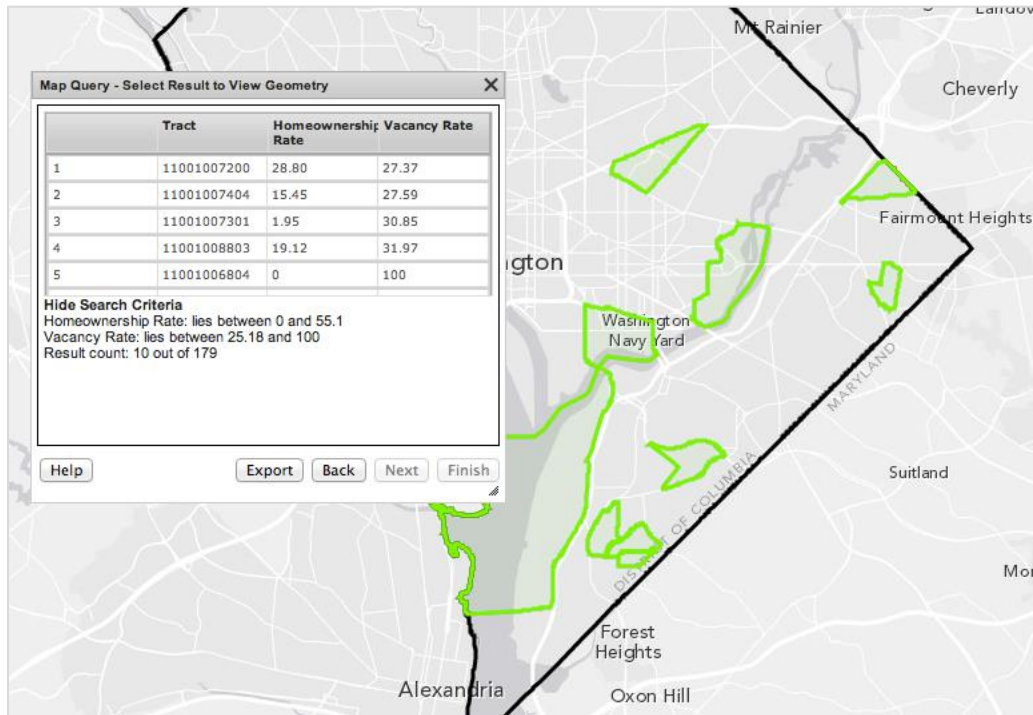 Mt Rainier
Landov
Cheverly
Map Query - Select Result to View Geometry
Tract Homeownership Rate Vacancy Rate
1 11001007200 28.80 27.37
2 11001007404 15.45 27.59
3 11001007301 1.95 30.85
4 11001008803 19.12 31.97
5 11001006804 0 100
Hide Search Criteria
Homeownership Rate: lies between 0 and 55.1
Vacancy Rate: lies between 25.18 and 100
Result count: 10 out of 179
Help Export Back Next Finish
Fairmount Heights
ngton
Washington
Navy Yard
MARYLAND
DISTRICT OF COLUMBIA
Suitland
Mor
Forest
Heights
Alexandria
Oxon Hill